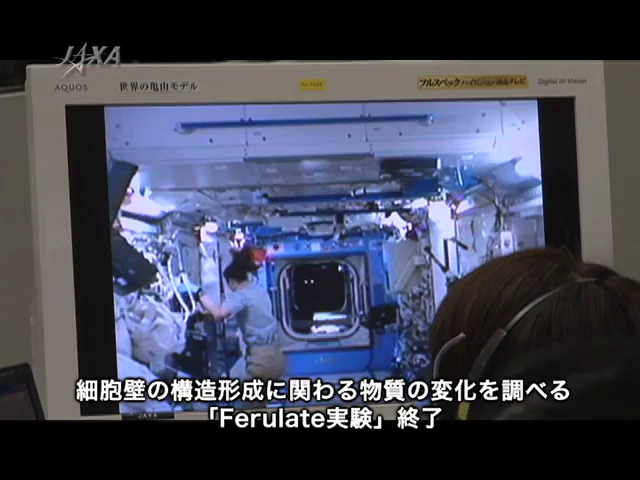 JAXA
AQUOS
世界の亀山モデル
フルスペックハイビジョン液晶テレビ
Digital Hi-Vision
JAXA
細胞壁の構造形成に関わる物質の変化を調べる
「Ferulate実験」終了